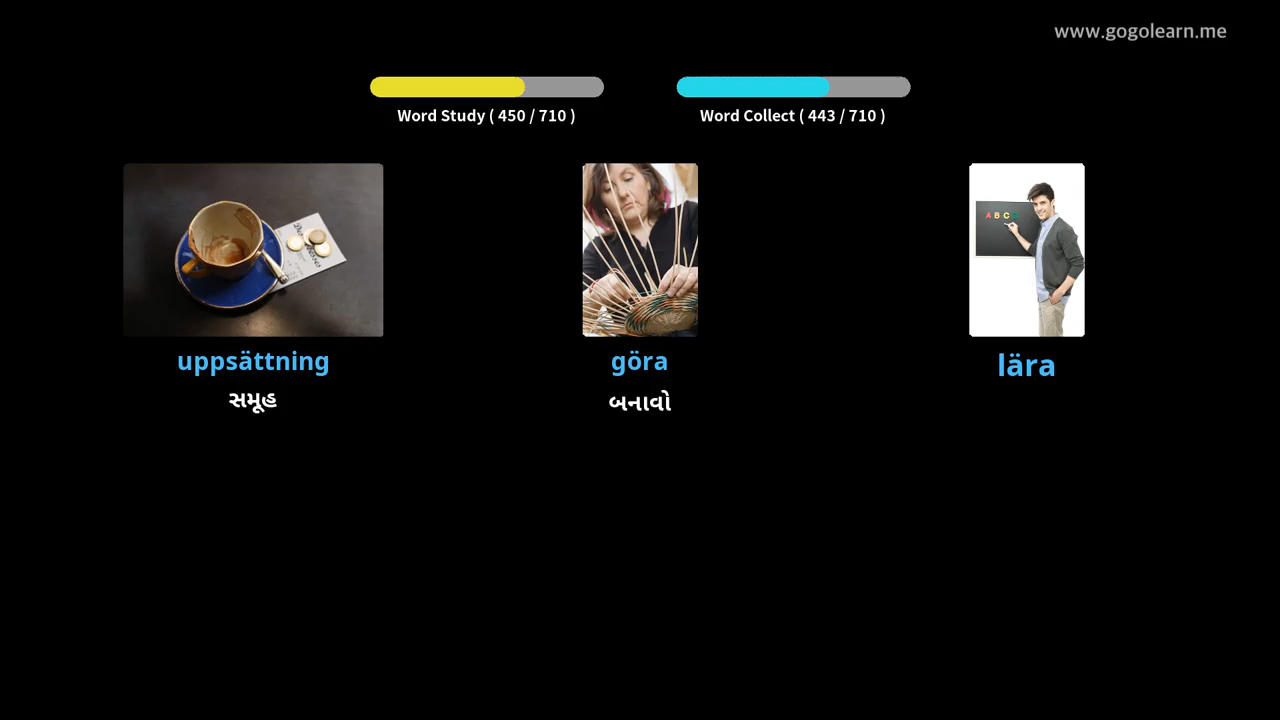 www.gogolearn.me
Word Study ( 450 / 710 )
Word Collect ( 443 / 710 )
A B C
uppsättning
göra
lära
સમૂહ
બનાવો